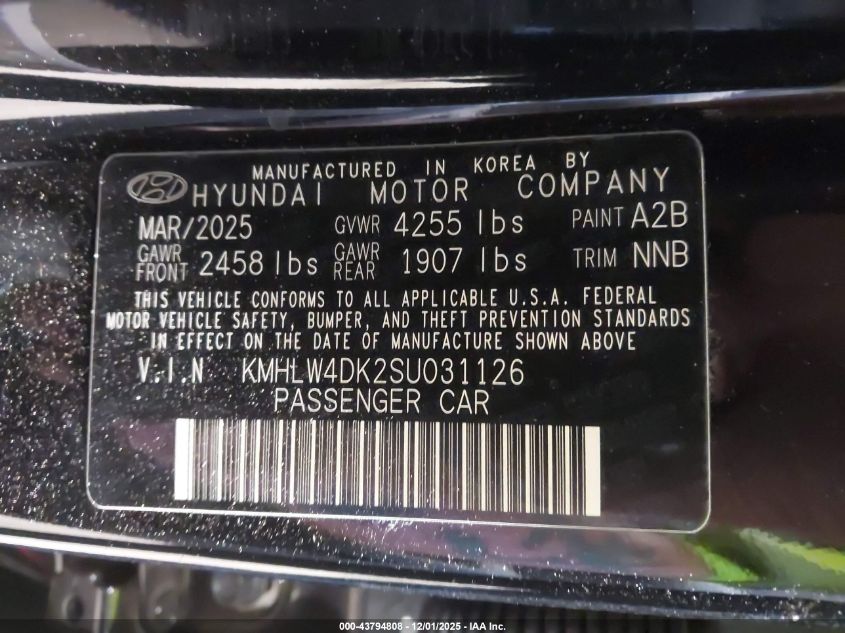 MANUFACTURED IN KOREA BY
HYUNDAI MOTOR COMPANY
MAR/2025 GVWR 4255 lbs PAINT A2B
GAWR FRONT 2458 lbs GAWR REAR 1907 lbs TRIM NNB
THIS VEHICLE CONFORMS TO ALL APPLICABLE U.S.A. FEDERAL
MOTOR VEHICLE SAFETY, BUMPER, AND THEFT PREVENTION STANDARDS
IN EFFECT ON THE DATE OF MANUFACTURE SHOWN ABOVE
V.I.N KMHLW4DK2SU031126
PASSENGER CAR
000-43794808 - 12/01/2025 - IAA Inc.